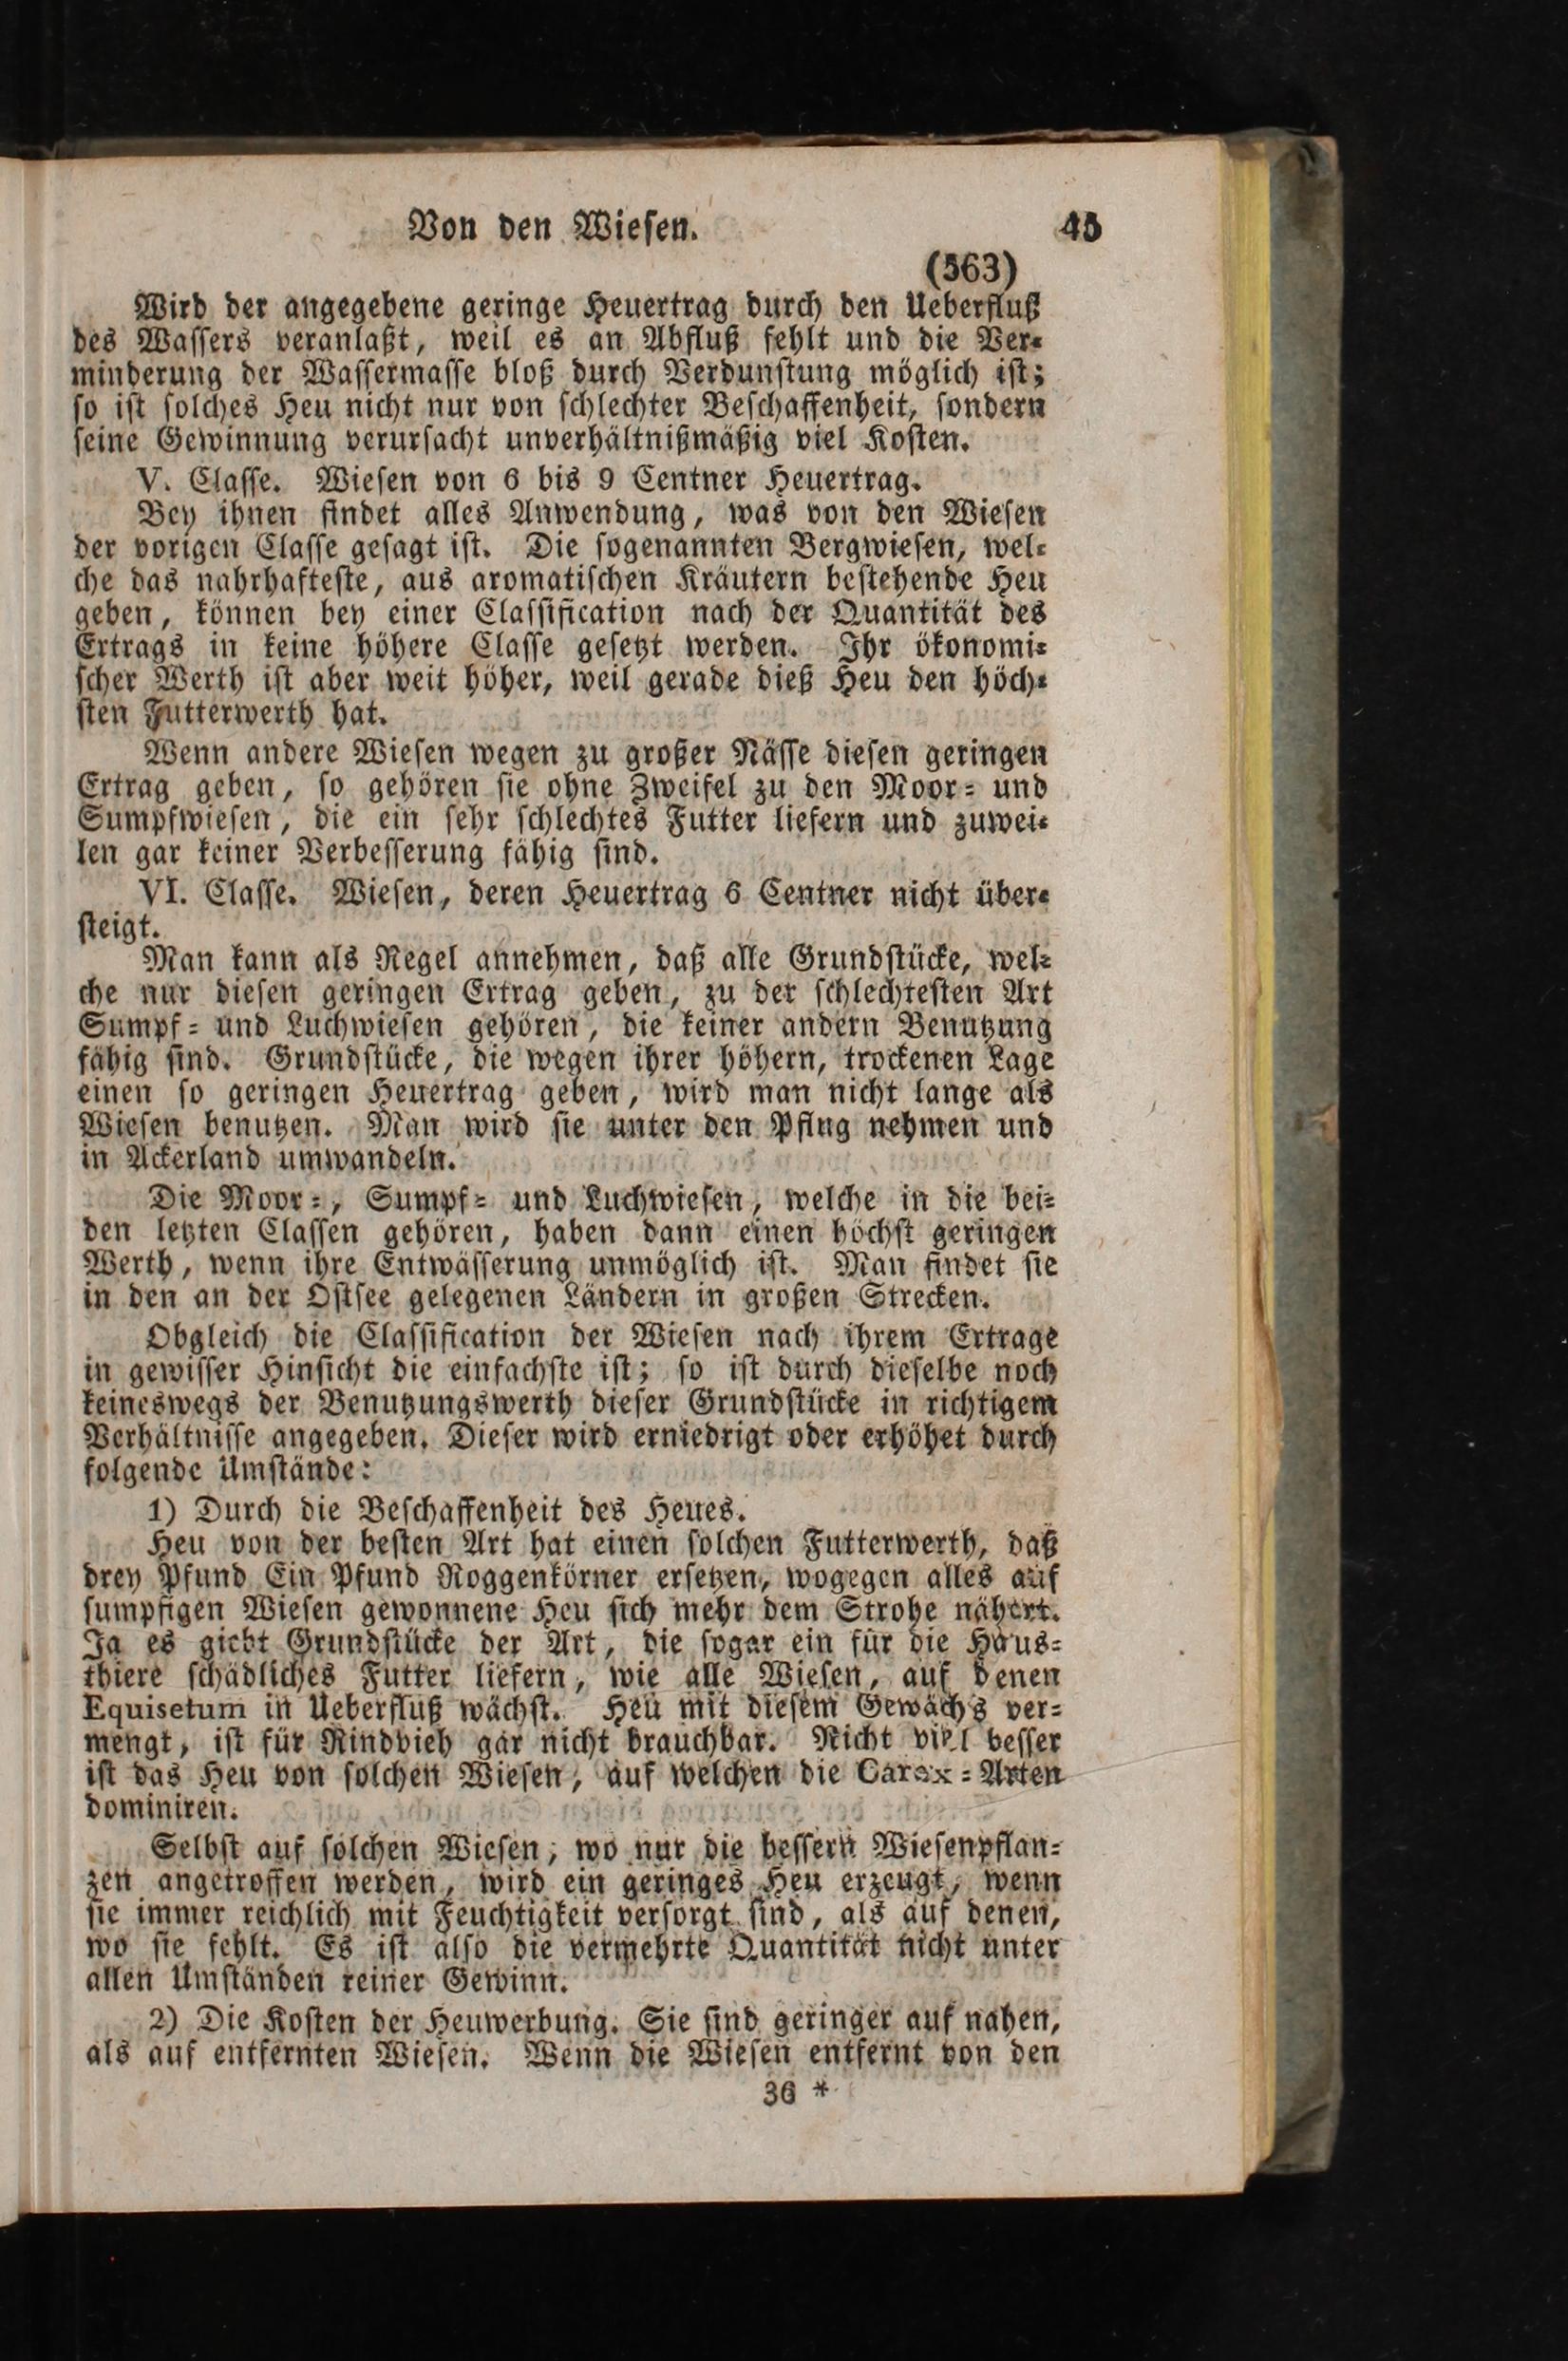 Von den Wiesen. 45
(563)
Wird der angegebene geringe Heuertrag durch den Ueberfluß
des Wassers veranlaßt, weil es an Abfluß fehlt und die Ver-
minderung der Wassermasse bloß durch Verdunstung möglich ist;
so ist solches Heu nicht nur von schlechter Beschaffenheit, sondern
seine Gewinnung verursacht unverhältnißmäßig viel Kosten.
V. Classe. Wiesen von 6 bis 9 Centner Heuertrag.
Bey ihnen findet alles Anwendung, was von den Wiesen
der vorigen Classe gesagt ist. Die sogenannten Bergwiesen, wel-
che das nahrhafteste, aus aromatischen Kräutern bestehende Heu
geben, können bey einer Classification nach der Quantität des
Ertrags in keine höhere Classe gesetzt werden. Ihr ökonomi-
scher Werth ist aber weit höher, weil gerade dieß Heu den höch-
sten Futterwerth hat.
Wenn andere Wiesen wegen zu großer Nässe diesen geringen
Ertrag geben, so gehören sie ohne Zweifel zu den Moor- und
Sumpfwiesen, die ein sehr schlechtes Futter liefern und zuwei-
len gar keiner Verbesserung fähig sind.
VI. Classe. Wiesen, deren Heuertrag 6 Centner nicht über-
steigt.
Man kann als Regel annehmen, daß alle Grundstücke, wel-
che nur diesen geringen Ertrag geben, zu der schlechtesten Art
Sumpf- und Luchwiesen gehören, die keiner andern Benutzung
fähig sind. Grundstücke, die wegen ihrer höhern, trockenen Lage
einen so geringen Heuertrag geben, wird man nicht lange als
Wiesen benutzen. Man wird sie unter den Pflug nehmen und
in Ackerland umwandeln.
Die Moor-, Sumpf- und Luchwiesen, welche in die bei-
den letzten Classen gehören, haben dann einen höchst geringen
Werth, wenn ihre Entwässerung unmöglich ist. Man findet sie
in den an der Ostsee gelegenen Ländern in großen Strecken.
Obgleich die Classification der Wiesen nach ihrem Ertrage
in gewisser Hinsicht die einfachste ist; so ist durch dieselbe noch
keineswegs der Benutzungswerth dieser Grundstücke in richtigem
Verhältnisse angegeben. Dieser wird erniedrigt oder erhöhet durch
folgende Umstände:
1) Durch die Beschaffenheit des Heues.
Heu von der besten Art hat einen solchen Futterwerth, daß
drey Pfund Ein Pfund Roggenkörner ersetzen, wogegen alles auf
sumpfigen Wiesen gewonnene Heu sich mehr dem Strohe nähert.
Ja es giebt Grundstücke der Art, die sogar ein für die Haus-
thiere schädliches Futter liefern, wie alle Wiesen, auf denen
Equisetum in Ueberfluß wächst. Heu mit diesem Gewächs ver-
mengt, ist für Rindvieh gar nicht brauchbar. Nicht viel besser
ist das Heu von solchen Wiesen, auf welchen die Carex-Arten
dominiren.
Selbst auf solchen Wiesen, wo nur die bessern Wiesenpflan-
zen angetroffen werden, wird ein geringes Heu erzeugt, wenn
sie immer reichlich mit Feuchtigkeit versorgt sind, als auf denen,
wo sie fehlt. Es ist also die vermehrte Quantität nicht unter
allen Umständen reiner Gewinn.
2) Die Kosten der Heuwerbung. Sie sind geringer auf nahen,
als auf entfernten Wiesen. Wenn die Wiesen entfernt von den
36 *